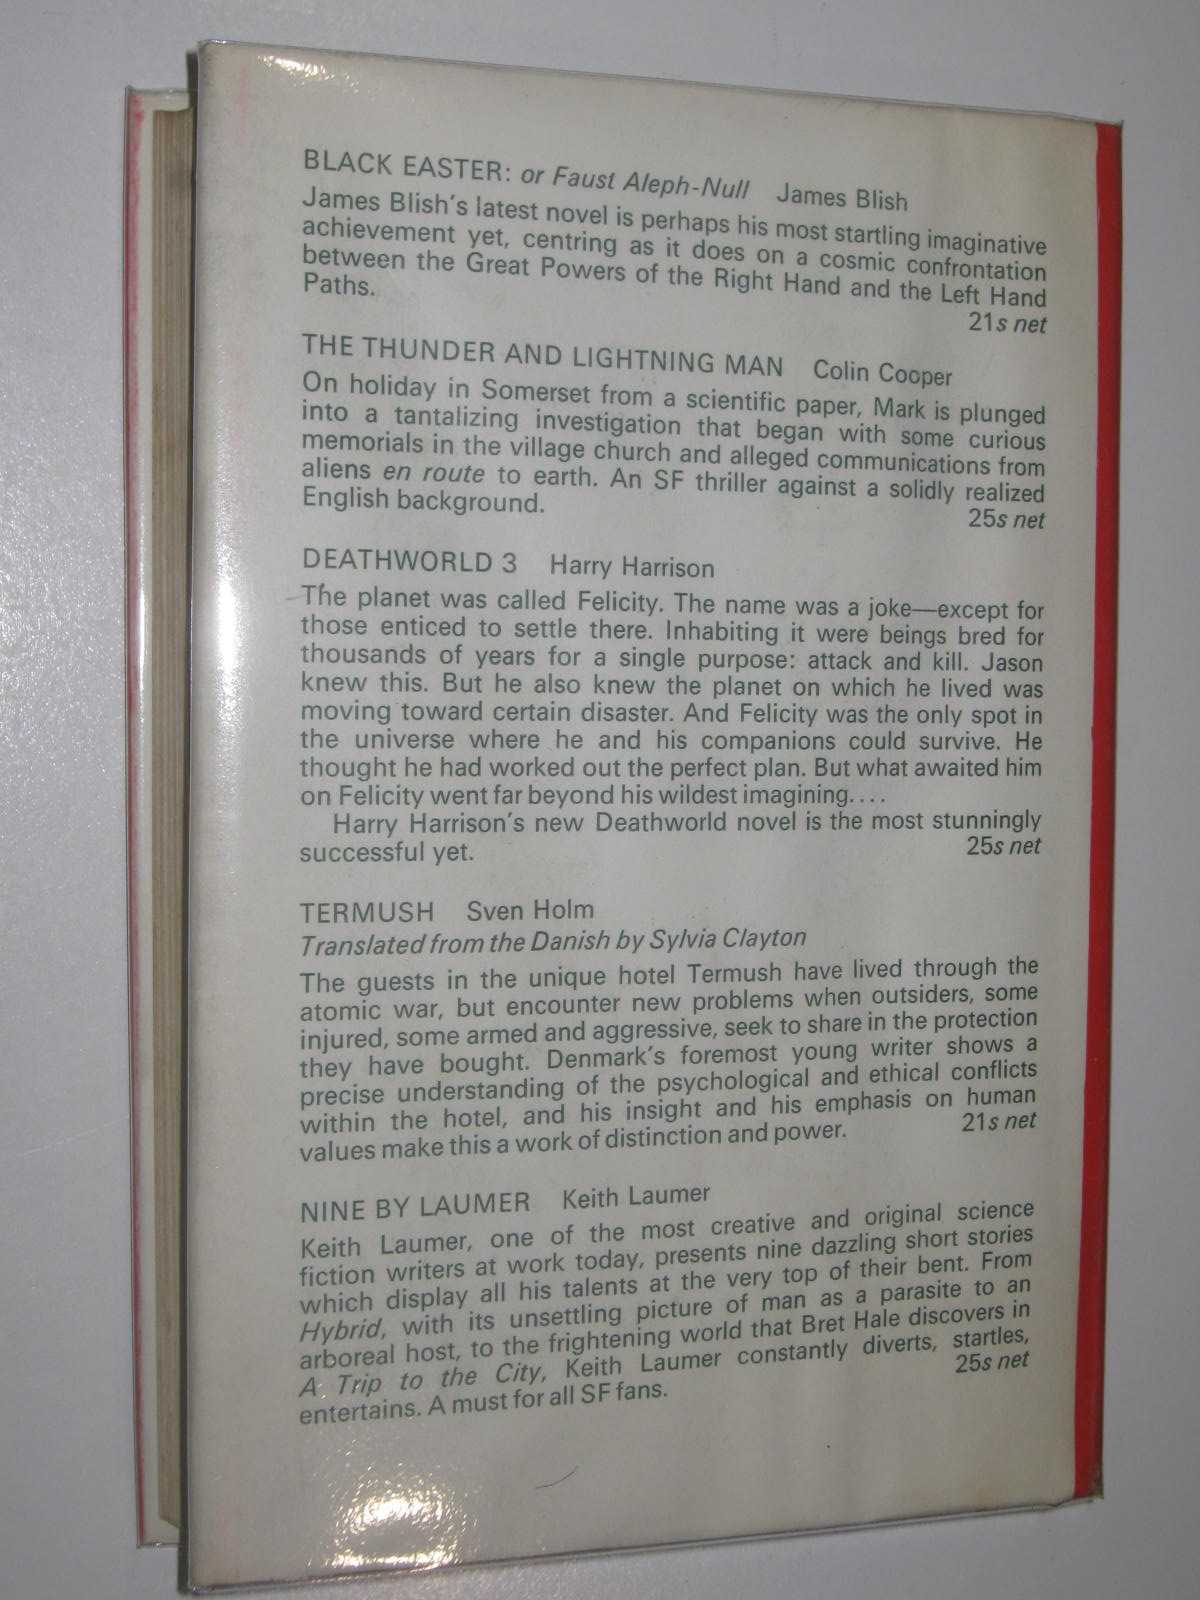 BLACK EASTER: or Faust Aleph-Null James Blish
James Blish's latest novel is perhaps his most startling imaginative
achievement yet, centring as it does on a cosmic confrontation
between the Great Powers of the Right Hand and the Left Hand
Paths.
21s net
THE THUNDER AND LIGHTNING MAN Colin Cooper
On holiday in Somerset from a scientific paper, Mark is plunged
into a tantalizing investigation that began with some curious
memorials in the village church and alleged communications from
aliens en route to earth. An SF thriller against a solidly realized
English background.
25s net
DEATHWORLD 3 Harry Harrison
The planet was called Felicity. The name was a joke—except for
those enticed to settle there. Inhabiting it were beings bred for
thousands of years for a single purpose: attack and kill. Jason
knew this. But he also knew the planet on which he lived was
moving toward certain disaster. And Felicity was the only spot in
the universe where he and his companions could survive. He
thought he had worked out the perfect plan. But what awaited him
on Felicity went far beyond his wildest imagining....
Harry Harrison's new Deathworld novel is the most stunningly
successful yet.
25s net
TERMUSH Sven Holm
Translated from the Danish by Sylvia Clayton
The guests in the unique hotel Termush have lived through the
atomic war, but encounter new problems when outsiders, some
injured, some armed and aggressive, seek to share in the protection
they have bought. Denmark's foremost young writer shows a
precise understanding of the psychological and ethical conflicts
within the hotel, and his insight and his emphasis on human
values make this a work of distinction and power.
21s net
NINE BY LAUMER Keith Laumer
Keith Laumer, one of the most creative and original science
fiction writers at work today, presents nine dazzling short stories
which display all his talents at the very top of their bent. From
Hybrid, with its unsettling picture of man as a parasite to an
arboreal host, to the frightening world that Bret Hale discovers in
A Trip to the City, Keith Laumer constantly diverts, startles,
entertains. A must for all SF fans.
25s net